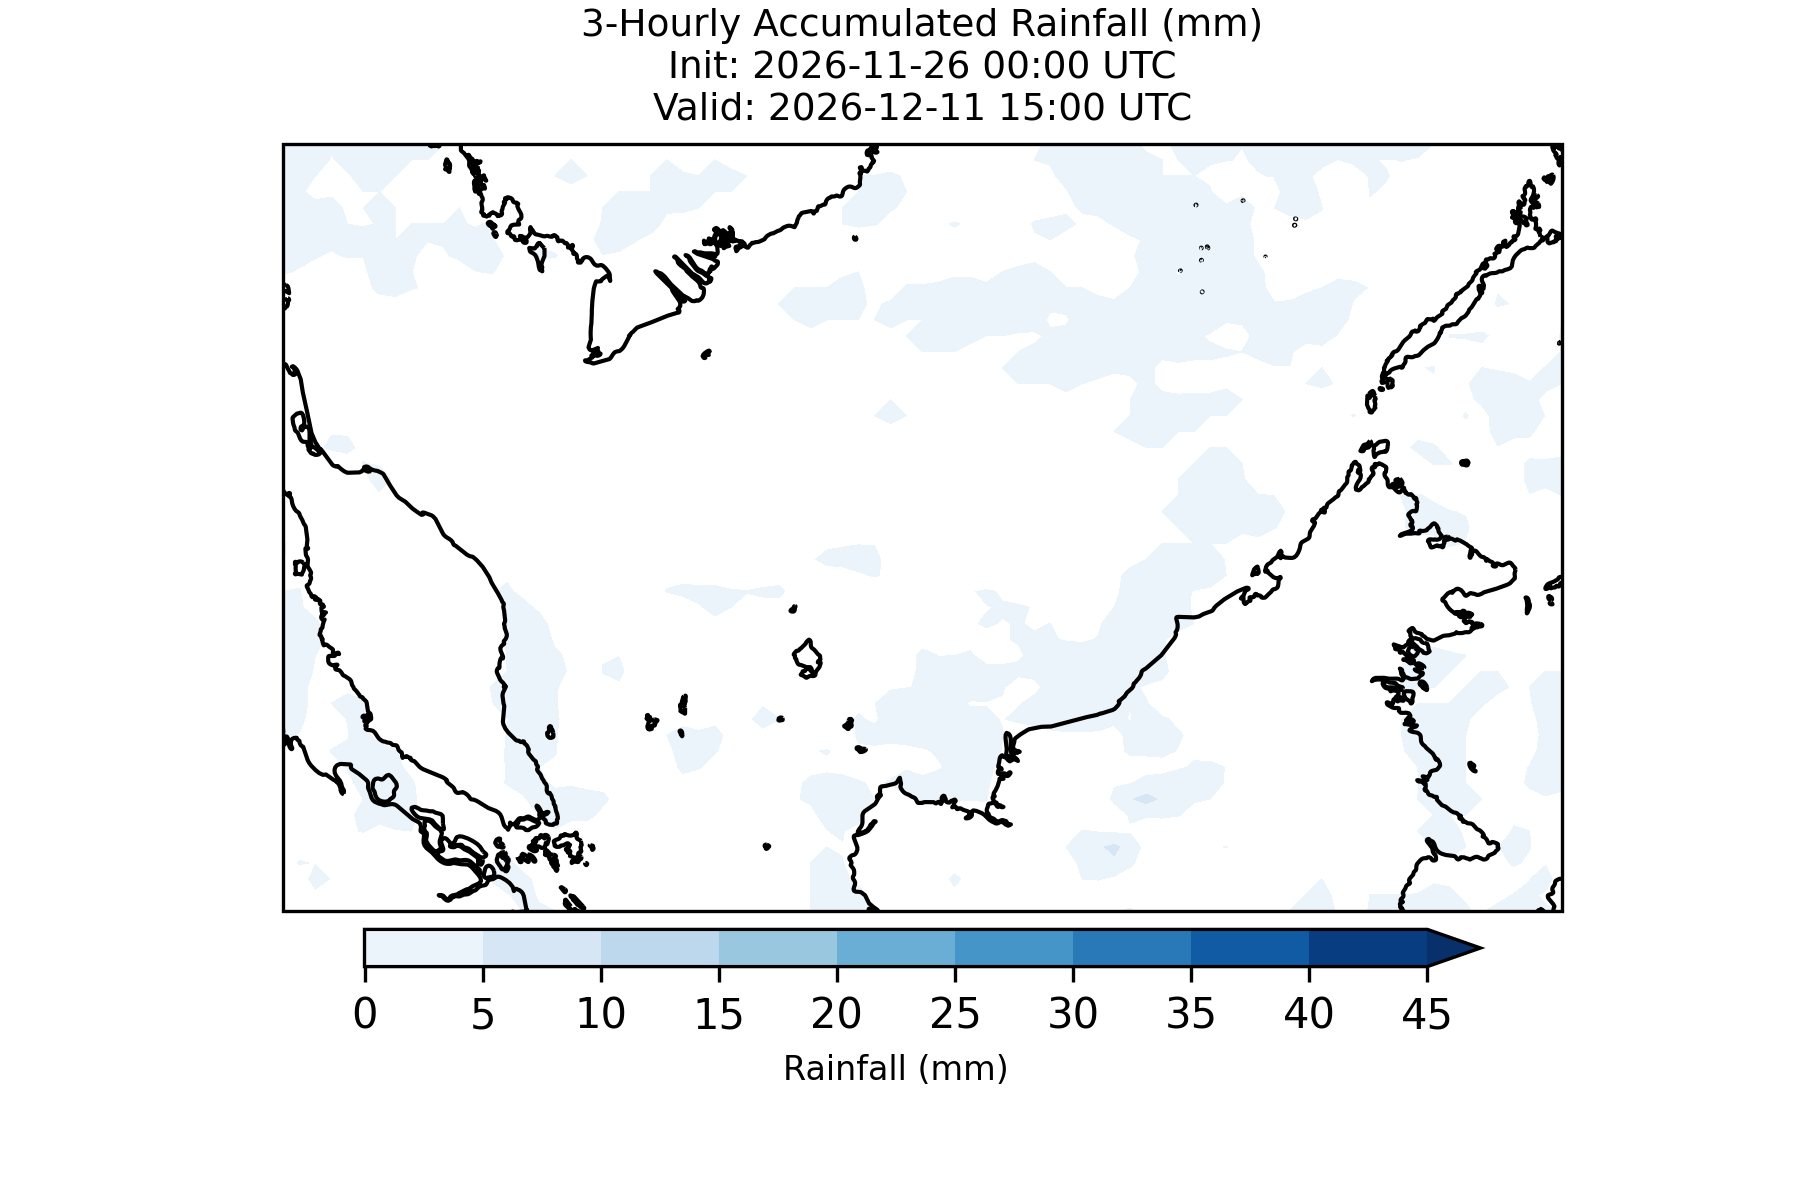 3-Hourly Accumulated Rainfall (mm)
Init: 2026-11-26 00:00 UTC
Valid: 2026-12-11 15:00 UTC
0 5 10 15 20 25 30 35 40 45
Rainfall (mm)